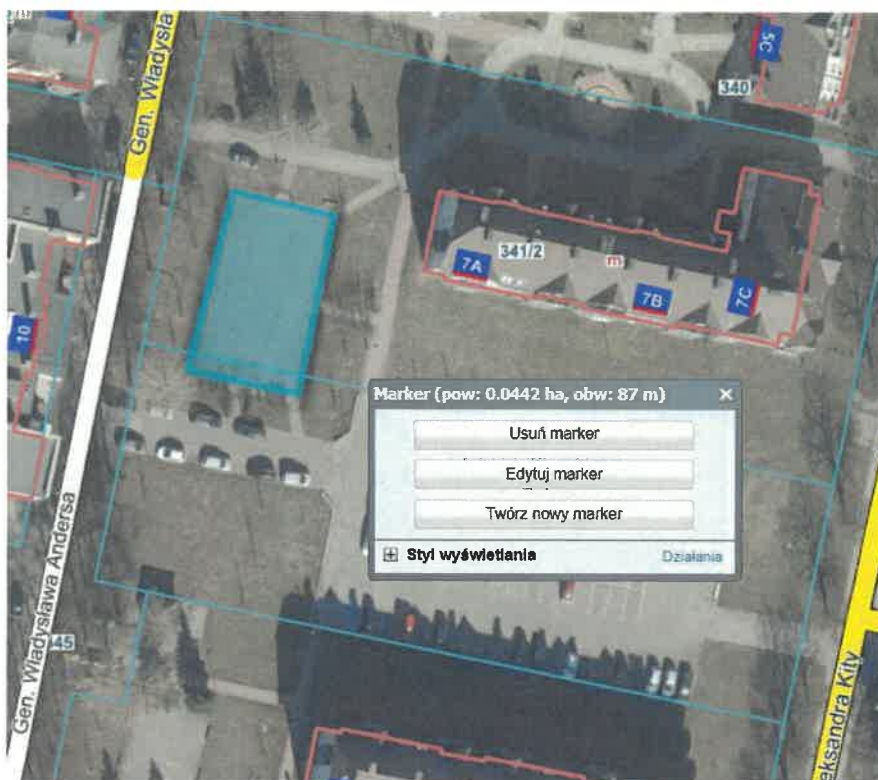 Gen. Władysła
5C
340
341/2
m
7A
7B
7C
10
Marker (pow: 0.0442 ha, obw: 87 m)
Usuń marker
Edytuj marker
Twórz nowy marker
Styl wyświetlania
Działania
Gen. Władysława Andersa
45
eksandra Kity